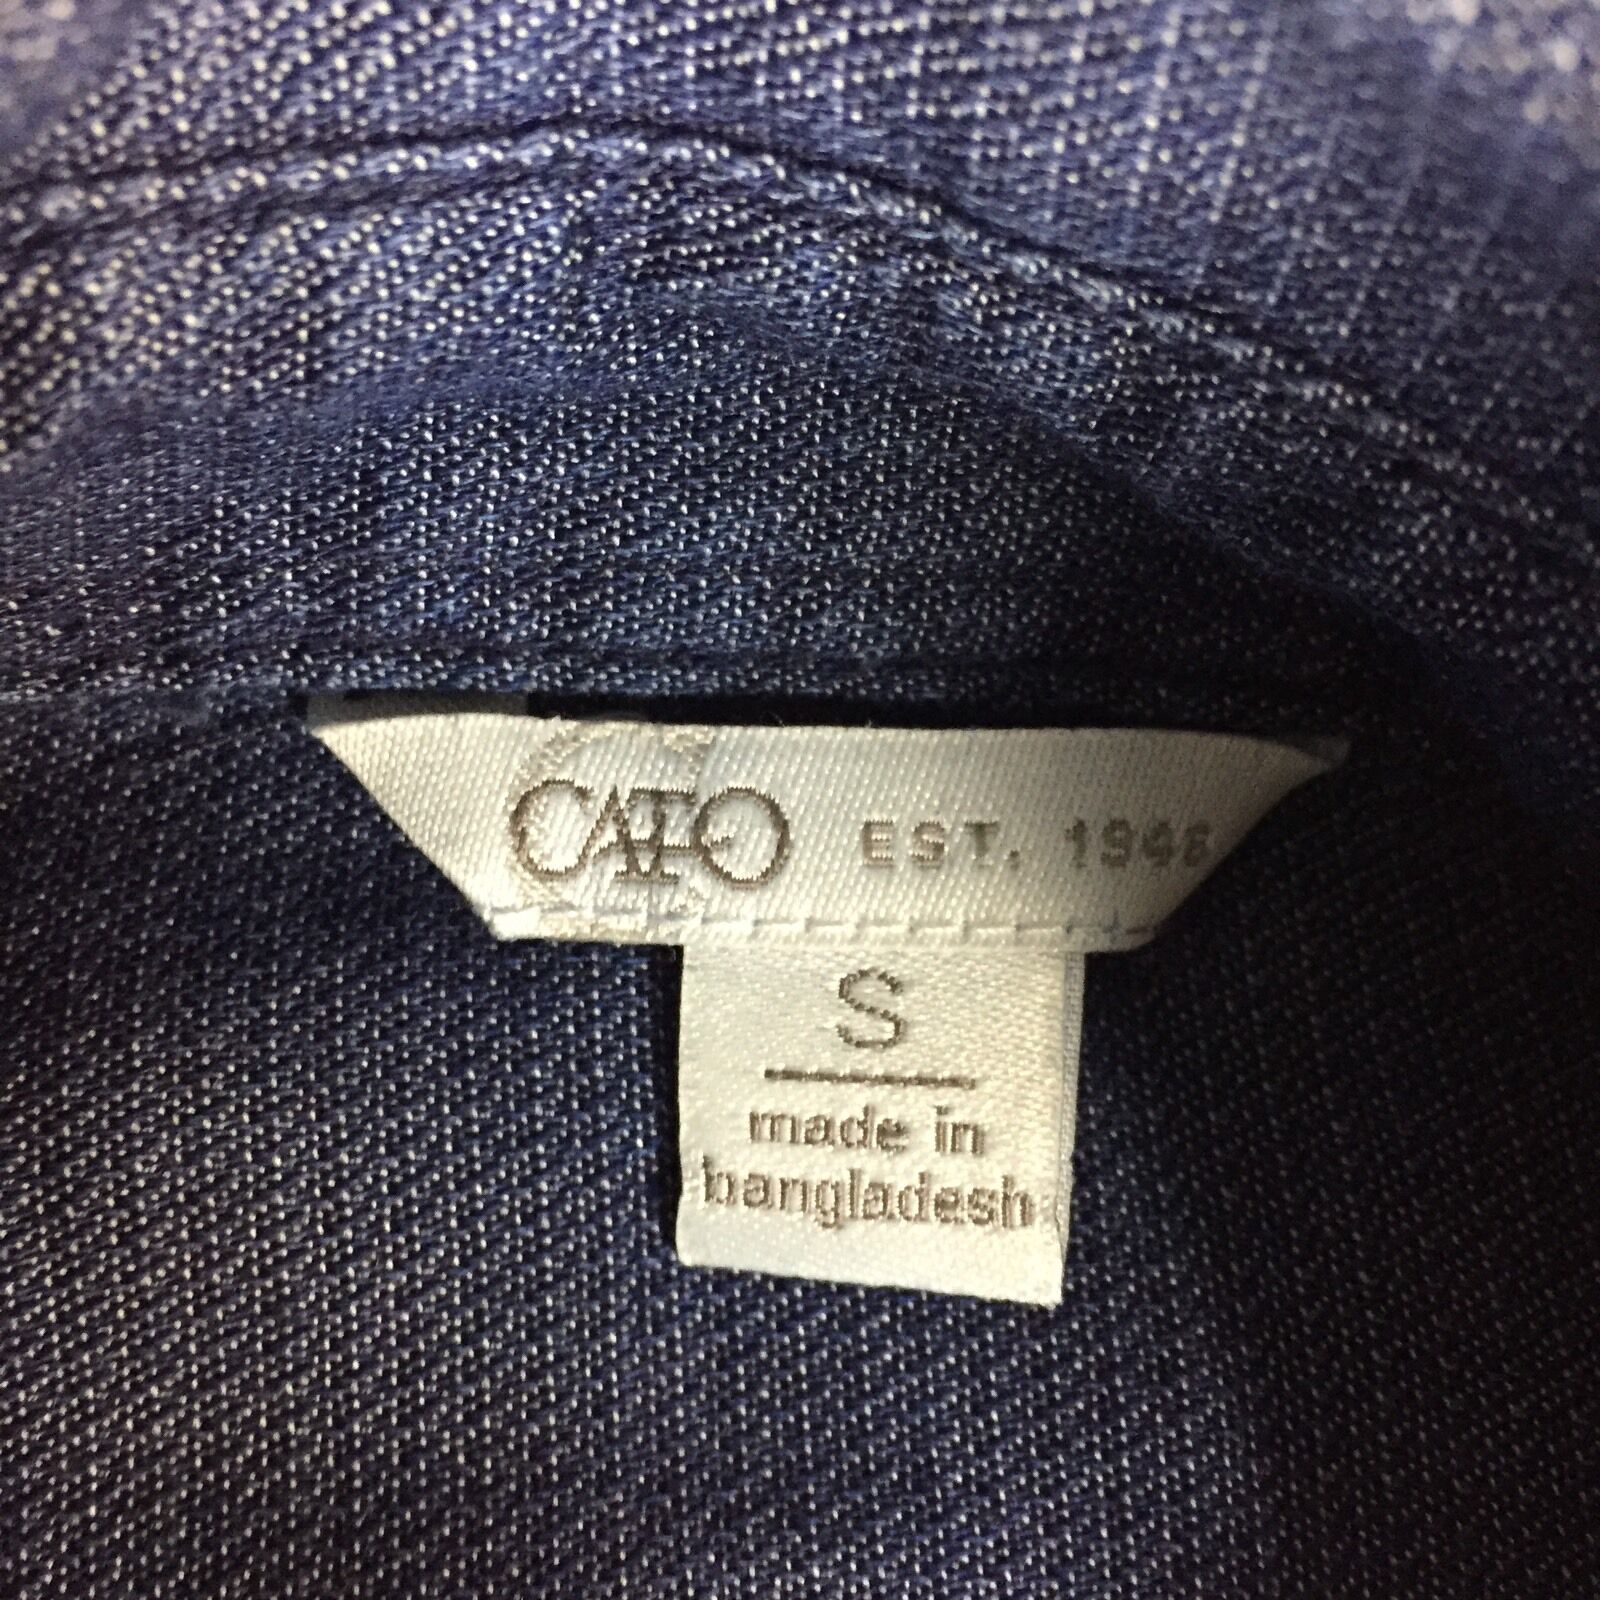 CATO EST. 1946
S
made in
bangladesh